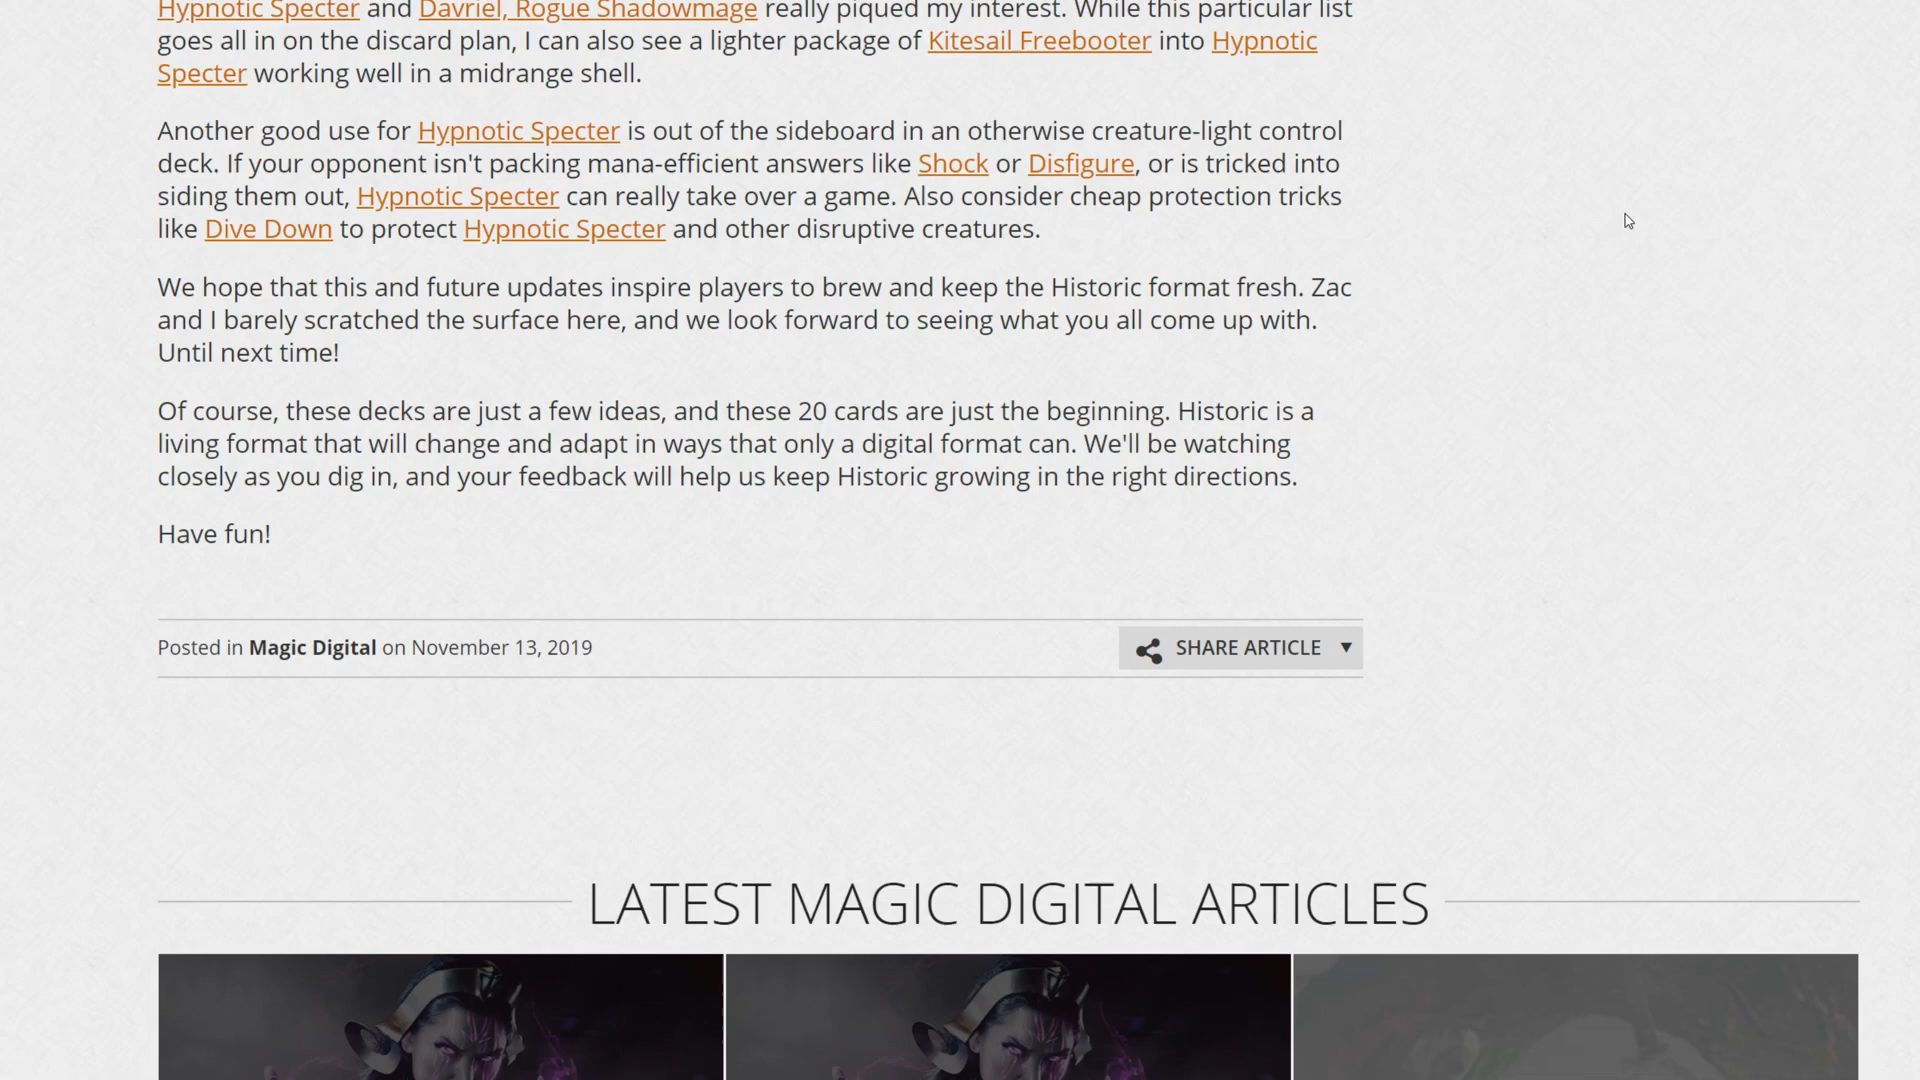 Hypnotic Specter and Davriel, Rogue Shadowmage really piqued my interest. While this particular list
goes all in on the discard plan, I can also see a lighter package of Kitesail Freebooter into Hypnotic
Specter working well in a midrange shell.
Another good use for Hypnotic Specter is out of the sideboard in an otherwise creature-light control
deck. If your opponent isn't packing mana-efficient answers like Shock or Disfigure, or is tricked into
siding them out, Hypnotic Specter can really take over a game. Also consider cheap protection tricks
like Dive Down to protect Hypnotic Specter and other disruptive creatures.
We hope that this and future updates inspire players to brew and keep the Historic format fresh. Zac
and I barely scratched the surface here, and we look forward to seeing what you all come up with.
Until next time!
Of course, these decks are just a few ideas, and these 20 cards are just the beginning. Historic is a
living format that will change and adapt in ways that only a digital format can. We'll be watching
closely as you dig in, and your feedback will help us keep Historic growing in the right directions.
Have fun!
Posted in Magic Digital on November 13, 2019
SHARE ARTICLE
LATEST MAGIC DIGITAL ARTICLES